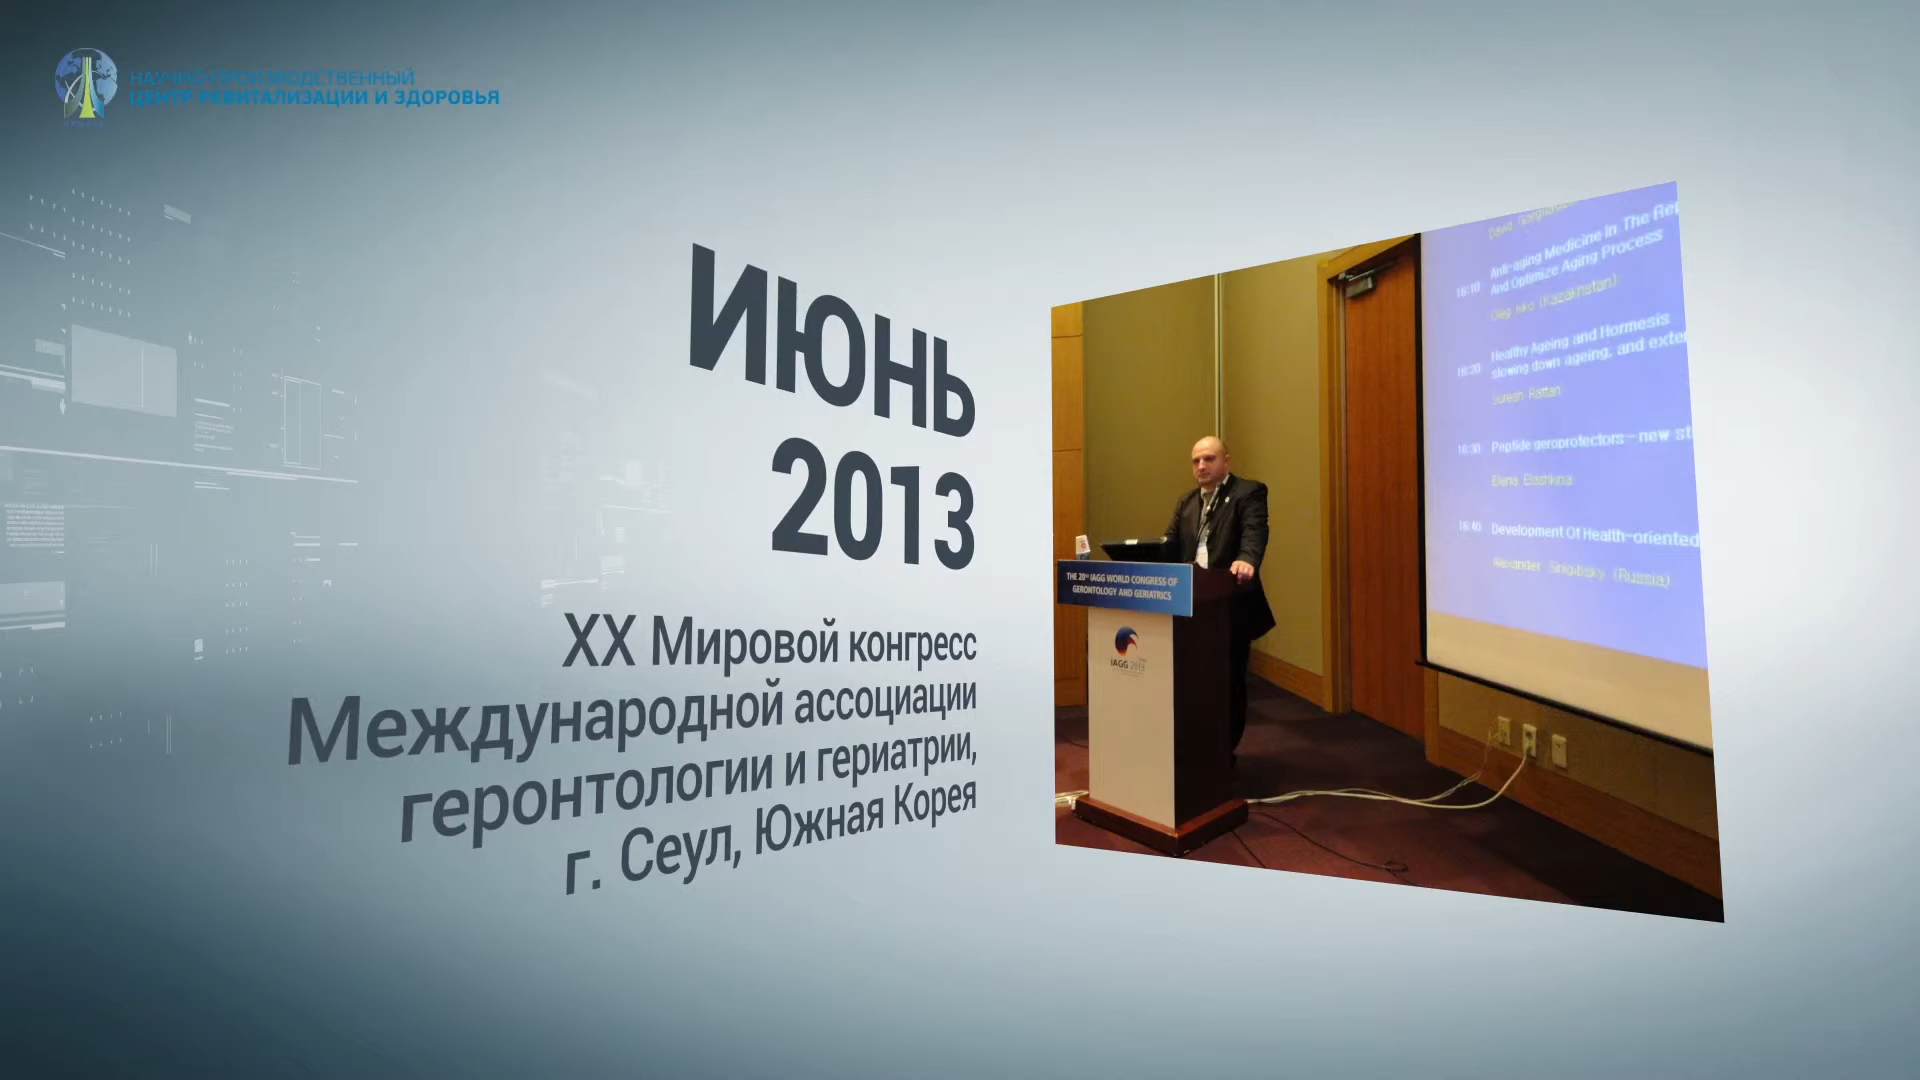 НАУЧНО-ПРОИЗВОДСТВЕННЫЙ
ЦЕНТР РЕВИТАЛИЗАЦИИ И ЗДОРОВЬЯ
ИЮНЬ
2013
XX Мировой конгресс
Международной ассоциации
геронтологии и гериатрии,
г. Сеул, Южная Корея
THE 20th IAGG WORLD CONGRESS OF
GERONTOLOGY AND GERIATRICS
IAGG 2013
David
Anti-aging Medicine In The
16:10 And Optimize Aging Process
Oleg (Kazakhstan)
Healthy Ageing and Hormesis
16:20 slowing down ageing, and
Suresh Rattan
16:30 Peptide geroprotectors - new
Elena
16:40 Development Of Health-oriented
Alexander (Russia)